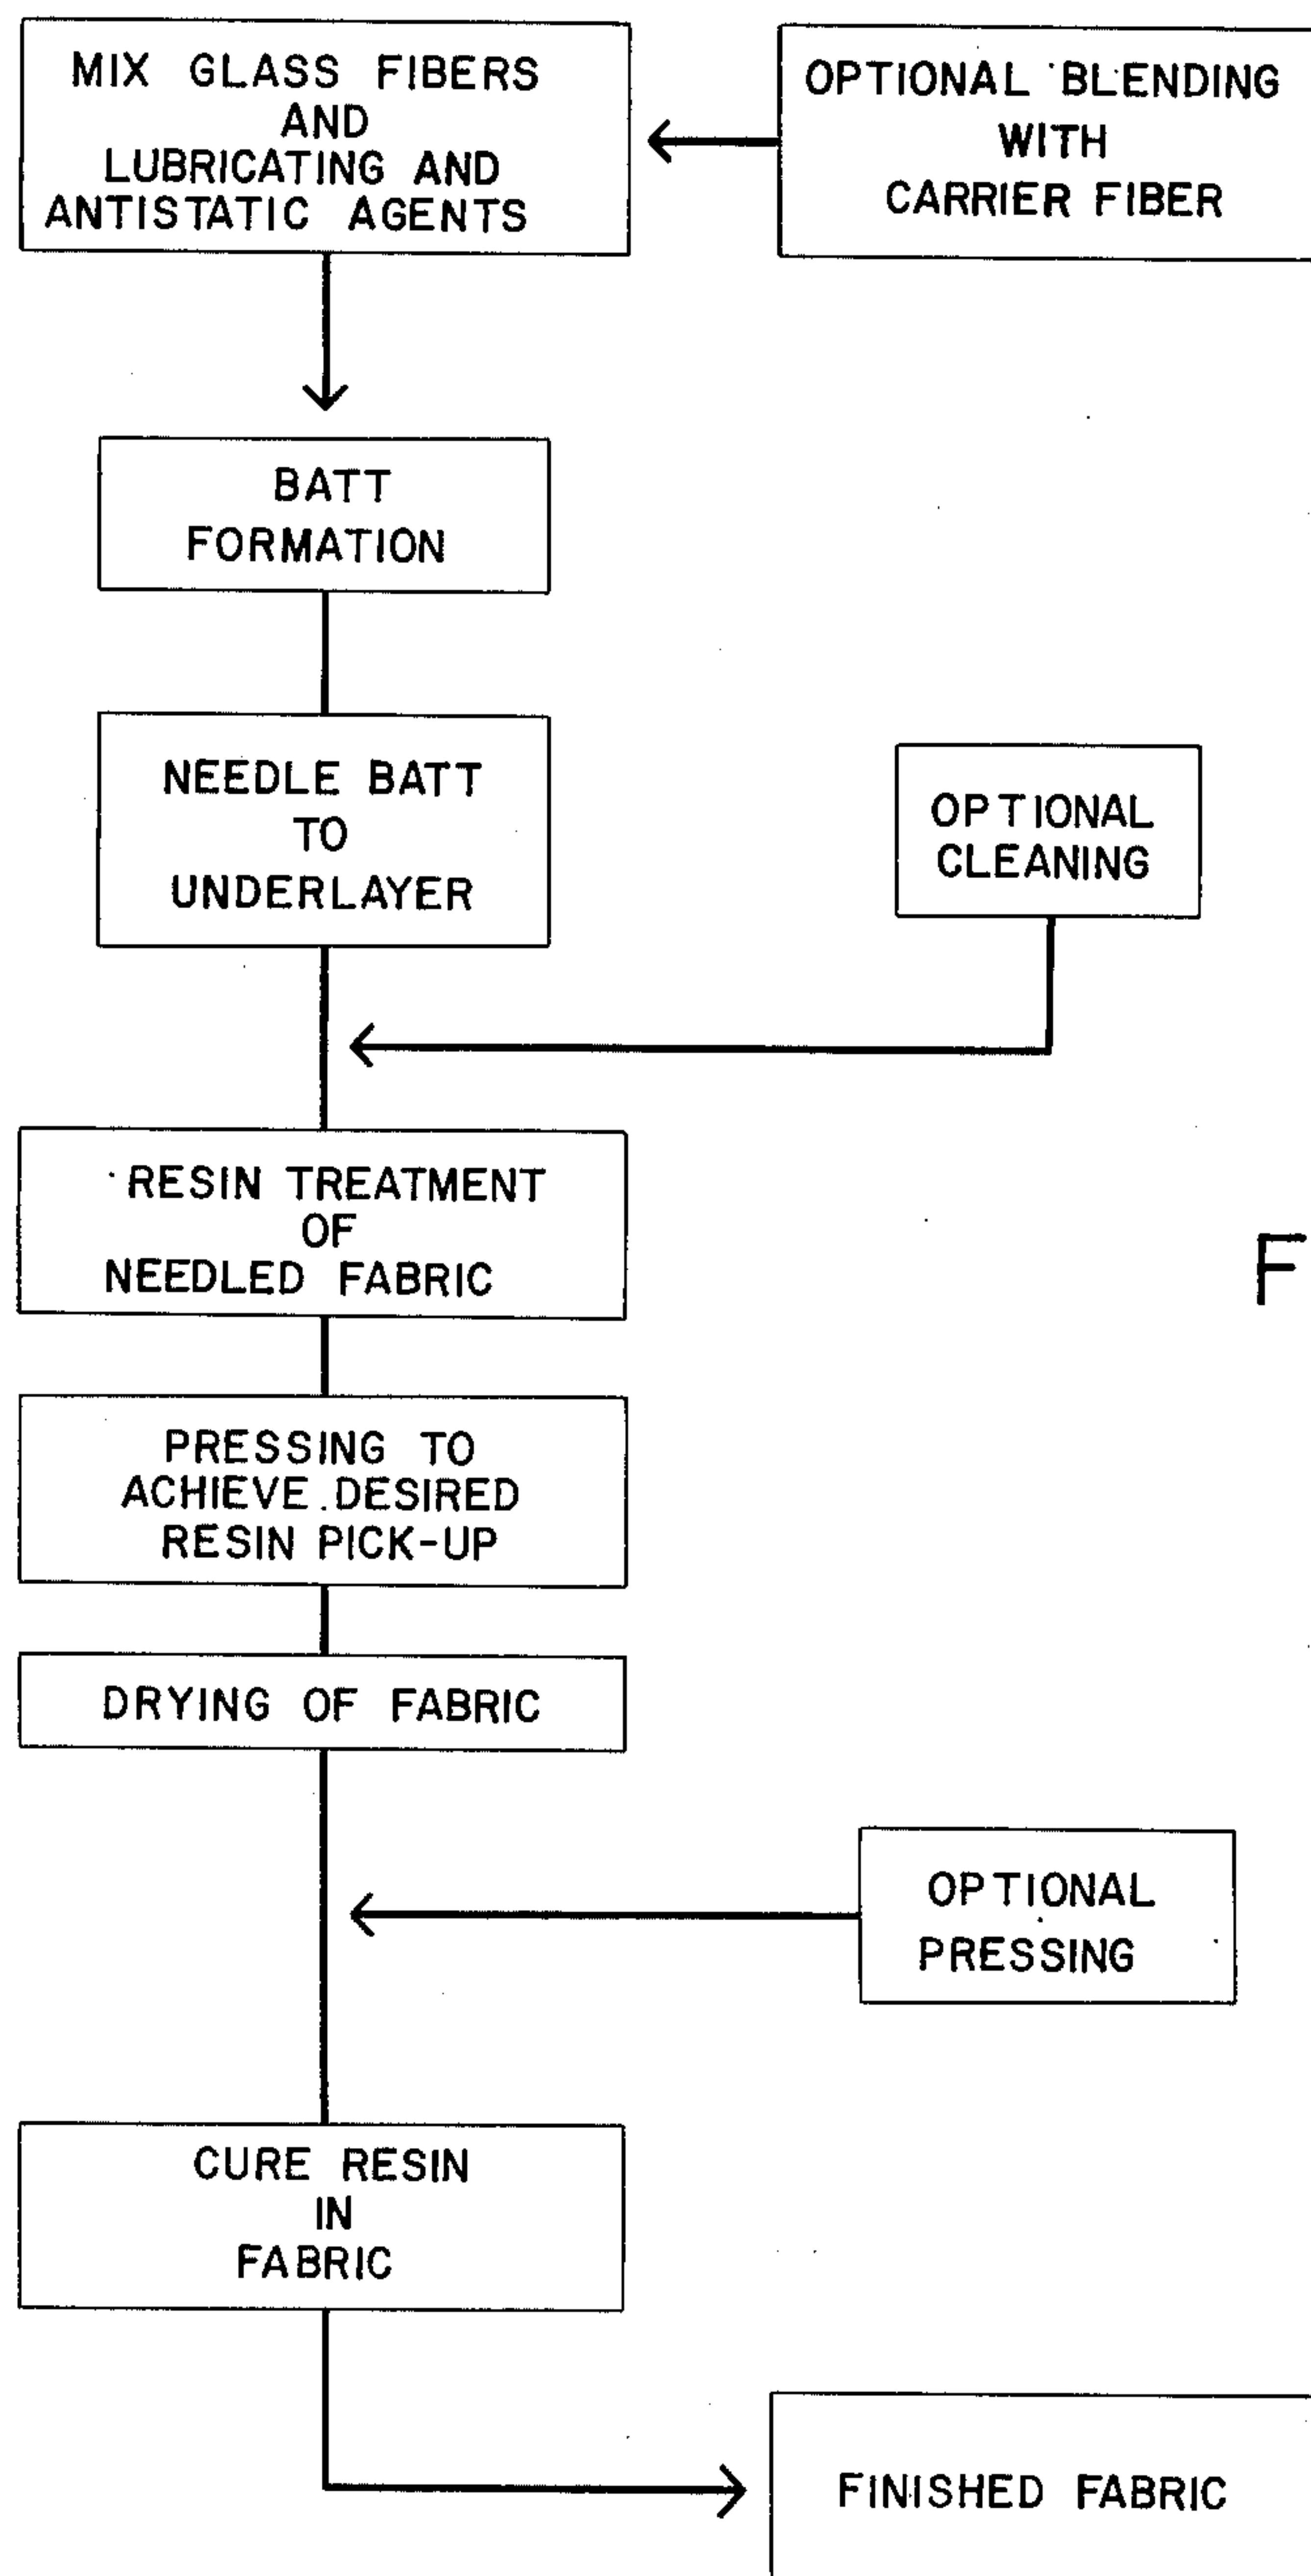 MIX GLASS FIBERS
AND
LUBRICATING AND
ANTISTATIC AGENTS
OPTIONAL BLENDING
WITH
CARRIER FIBER
BATT
FORMATION
NEEDLE BATT
TO
UNDERLAYER
OPTIONAL
CLEANING
RESIN TREATMENT
OF
NEEDLED FABRIC
F
PRESSING TO
ACHIEVE DESIRED
RESIN PICK-UP
DRYING OF FABRIC
OPTIONAL
PRESSING
CURE RESIN
IN
FABRIC
FINISHED FABRIC